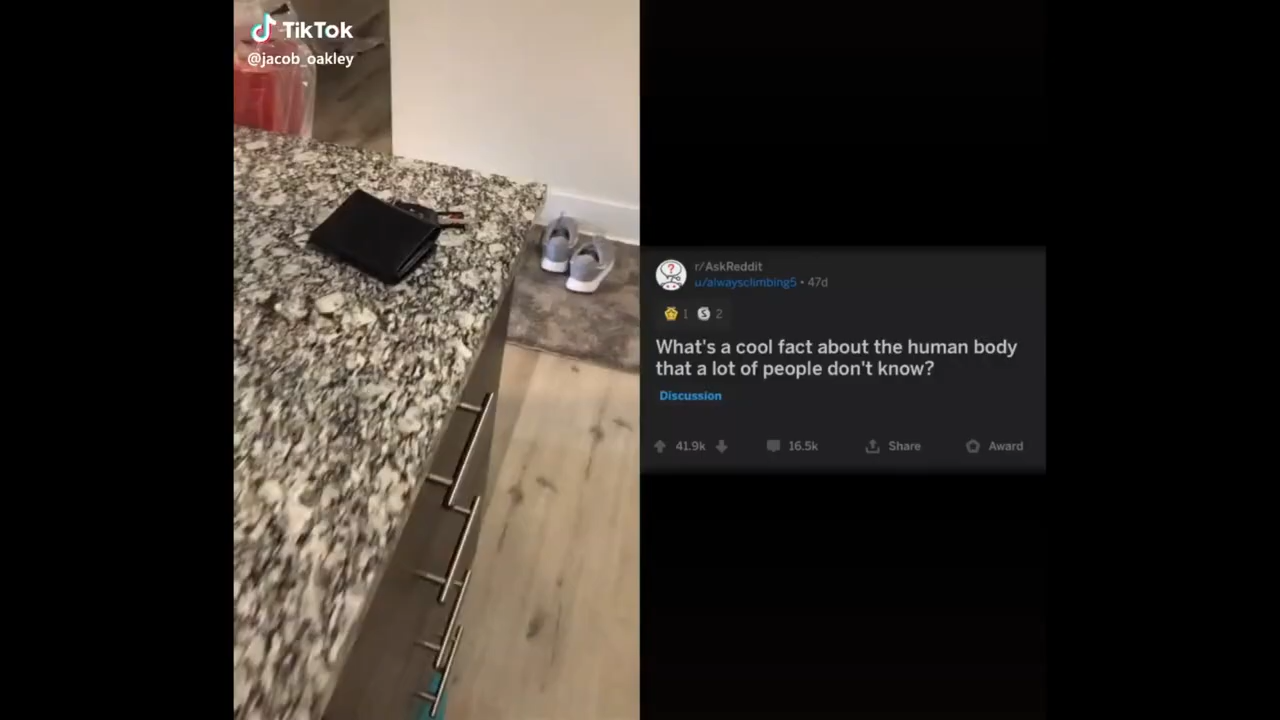 TikTok
@jacob_oakley
r/AskReddit
u/alwaysclimbing5 • 47d
1 2
What's a cool fact about the human body
that a lot of people don't know?
Discussion
41.9k 16.5k Share Award